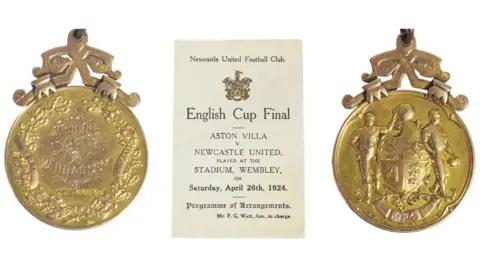 Newcastle United Football Club.
English Cup Final
ASTON VILLA
V.
NEWCASTLE UNITED,
PLAYED AT THE
STADIUM, WEMBLEY,
ON
Saturday, April 26th, 1924.
Programme of Arrangements.
Mr. F. G. Watt, Jun., in charge.
1924